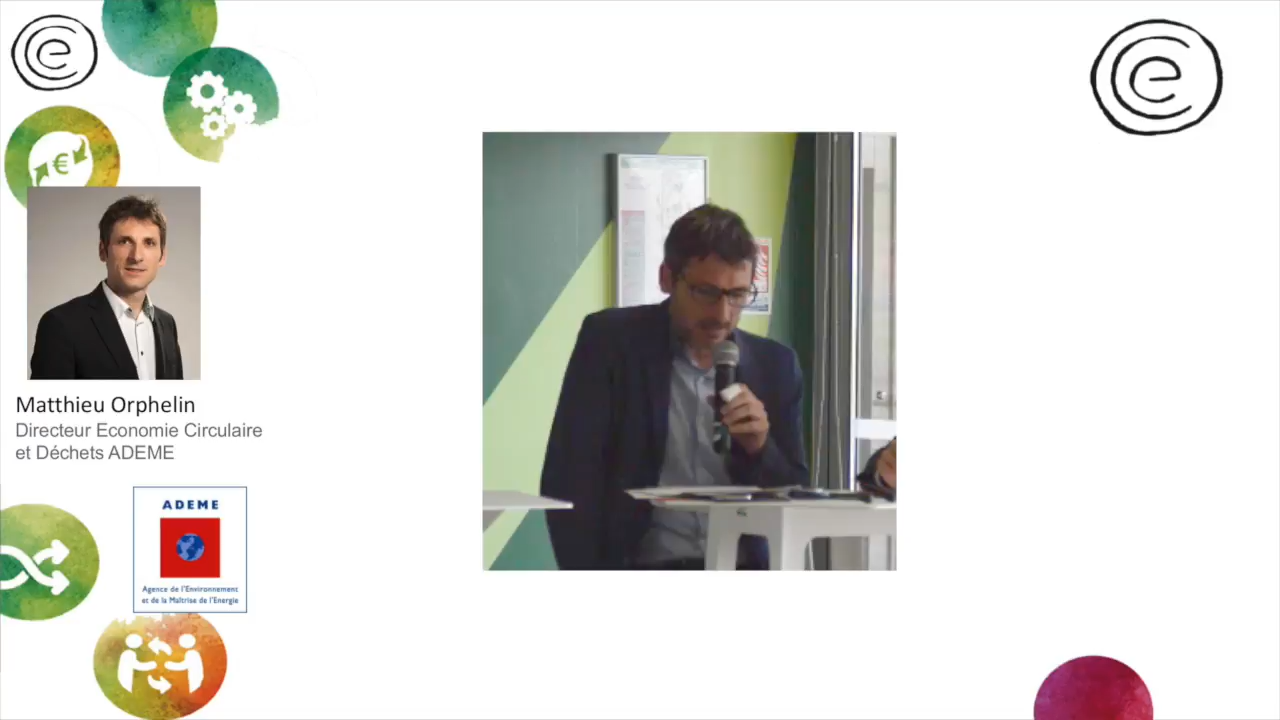 e
e
€
Matthieu Orphelin
Directeur Economie Circulaire
et Déchets ADEME
ADEME
Agence de l'Environnement
et de la Maîtrise de l'Energie